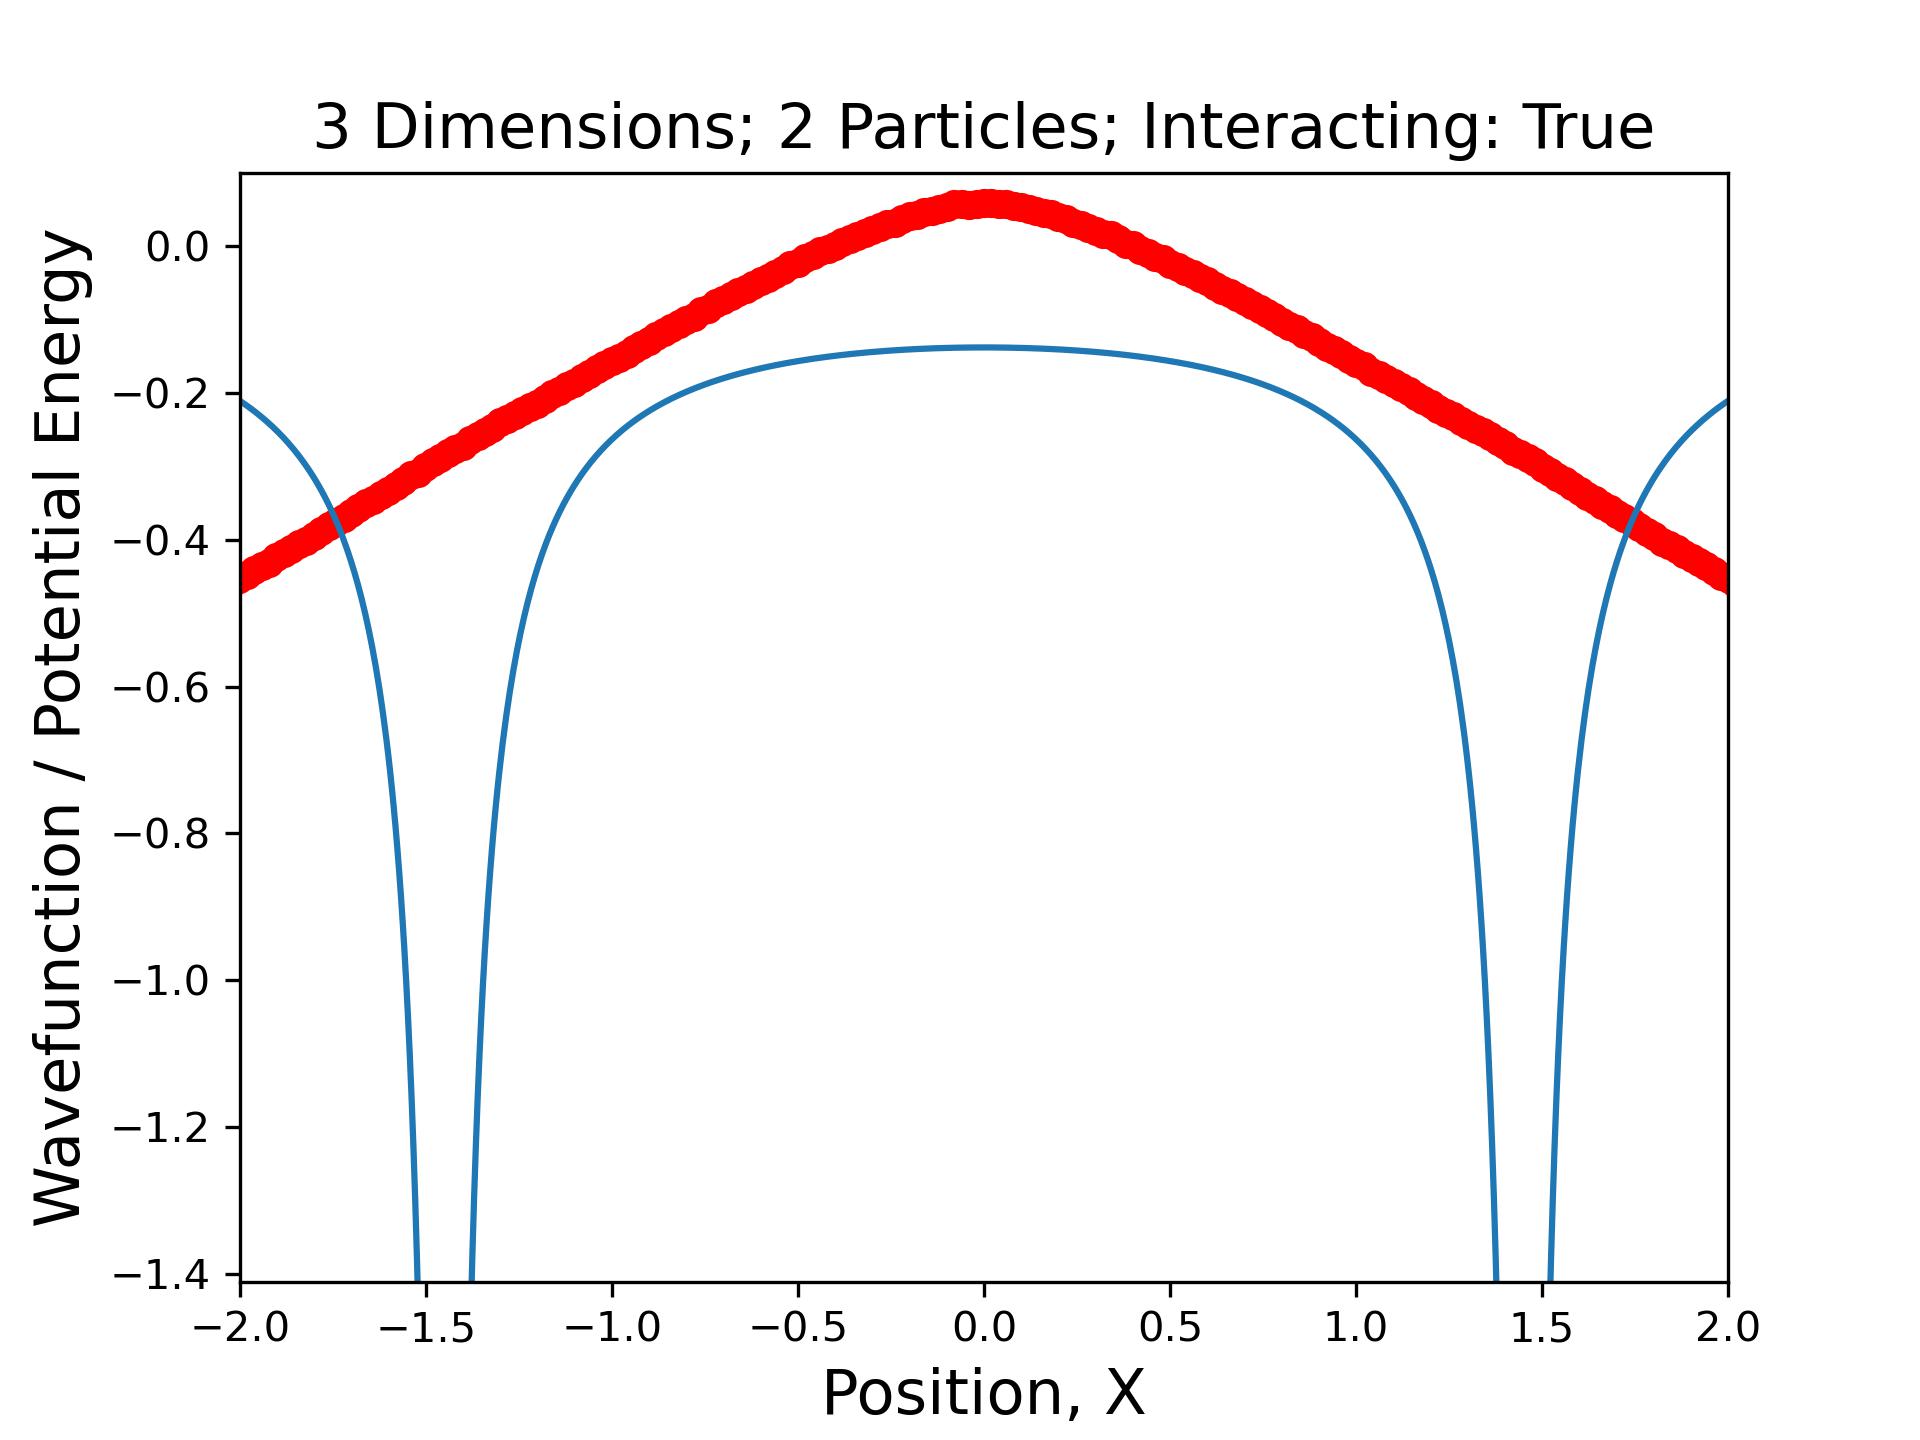 3 Dimensions; 2 Particles; Interacting: True
Wavefunction / Potential Energy
0.0
−0.2
−0.4
−0.6
−0.8
−1.0
−1.2
−1.4
−2.0 −1.5 −1.0 −0.5 0.0 0.5 1.0 1.5 2.0
Position, X